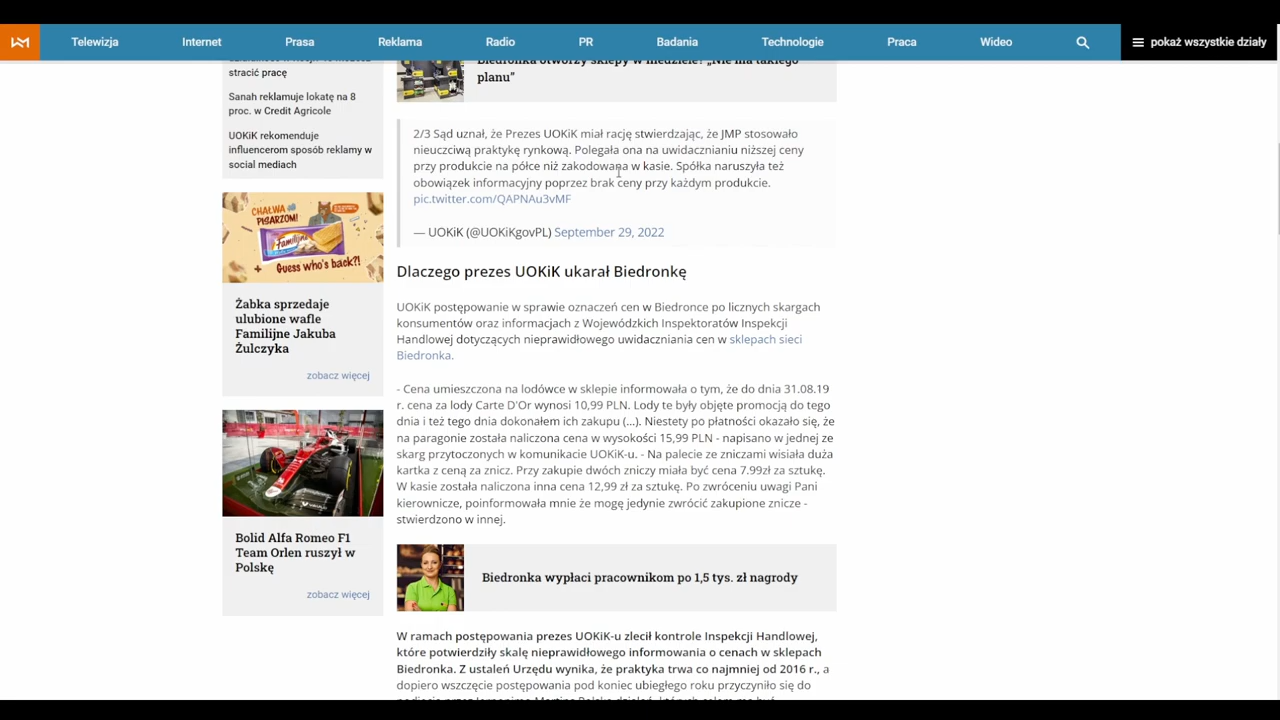 Telewizja Internet Prasa Reklama Radio PR Badania Technologie Praca Wideo pokaż wszystkie działy
stracić pracę
Sanah reklamuje lokatę na 8
proc. w Credit Agricole
UOKiK rekomenduje
influencerom sposób reklamy w
social mediach
CHAŁWA
PISARZOM!
Familijne
Guess who's back?!
Żabka sprzedaje
ulubione wafle
Familijne Jakuba
Żulczyka
zobacz więcej
Bolid Alfa Romeo F1
Team Orlen ruszył w
Polskę
zobacz więcej
Biedronka otworzy sklepy w niedziele? „Nie ma takiego
planu”
2/3 Sąd uznał, że Prezes UOKiK miał rację stwierdzając, że JMP stosowało
nieuczciwą praktykę rynkową. Polegała ona na uwidacznianiu niższej ceny
przy produkcie na półce niż zakodowana w kasie. Spółka naruszyła też
obowiązek informacyjny poprzez brak ceny przy każdym produkcie.
pic.twitter.com/QAPNAu3vMF
— UOKiK (@UOKiKgovPL) September 29, 2022
Dlaczego prezes UOKiK ukarał Biedronkę
UOKiK postępowanie w sprawie oznaczeń cen w Biedronce po licznych skargach
konsumentów oraz informacjach z Wojewódzkich Inspektoratów Inspekcji
Handlowej dotyczących nieprawidłowego uwidaczniania cen w sklepach sieci
Biedronka.
- Cena umieszczona na lodówce w sklepie informowała o tym, że do dnia 31.08.19
r. cena za lody Carte D'Or wynosi 10,99 PLN. Lody te były objęte promocją do tego
dnia i też tego dnia dokonałem ich zakupu (...). Niestety po płatności okazało się, że
na paragonie została naliczona cena w wysokości 15,99 PLN - napisano w jednej ze
skarg przytoczonych w komunikacie UOKiK-u. - Na palecie ze zniczami wisiała duża
kartka z ceną za znicz. Przy zakupie dwóch zniczy miała być cena 7.99zł za sztukę.
W kasie została naliczona inna cena 12,99 zł za sztukę. Po zwróceniu uwagi Pani
kierownicze, poinformowała mnie że mogę jedynie zwrócić zakupione znicze -
stwierdzono w innej.
Biedronka wypłaci pracownikom po 1,5 tys. zł nagrody
W ramach postępowania prezes UOKiK-u zlecił kontrole Inspekcji Handlowej,
które potwierdziły skalę nieprawidłowego informowania o cenach w sklepach
Biedronka. Z ustaleń Urzędu wynika, że praktyka trwa co najmniej od 2016 r., a
dopiero wszczęcie postępowania pod koniec ubiegłego roku przyczyniło się do